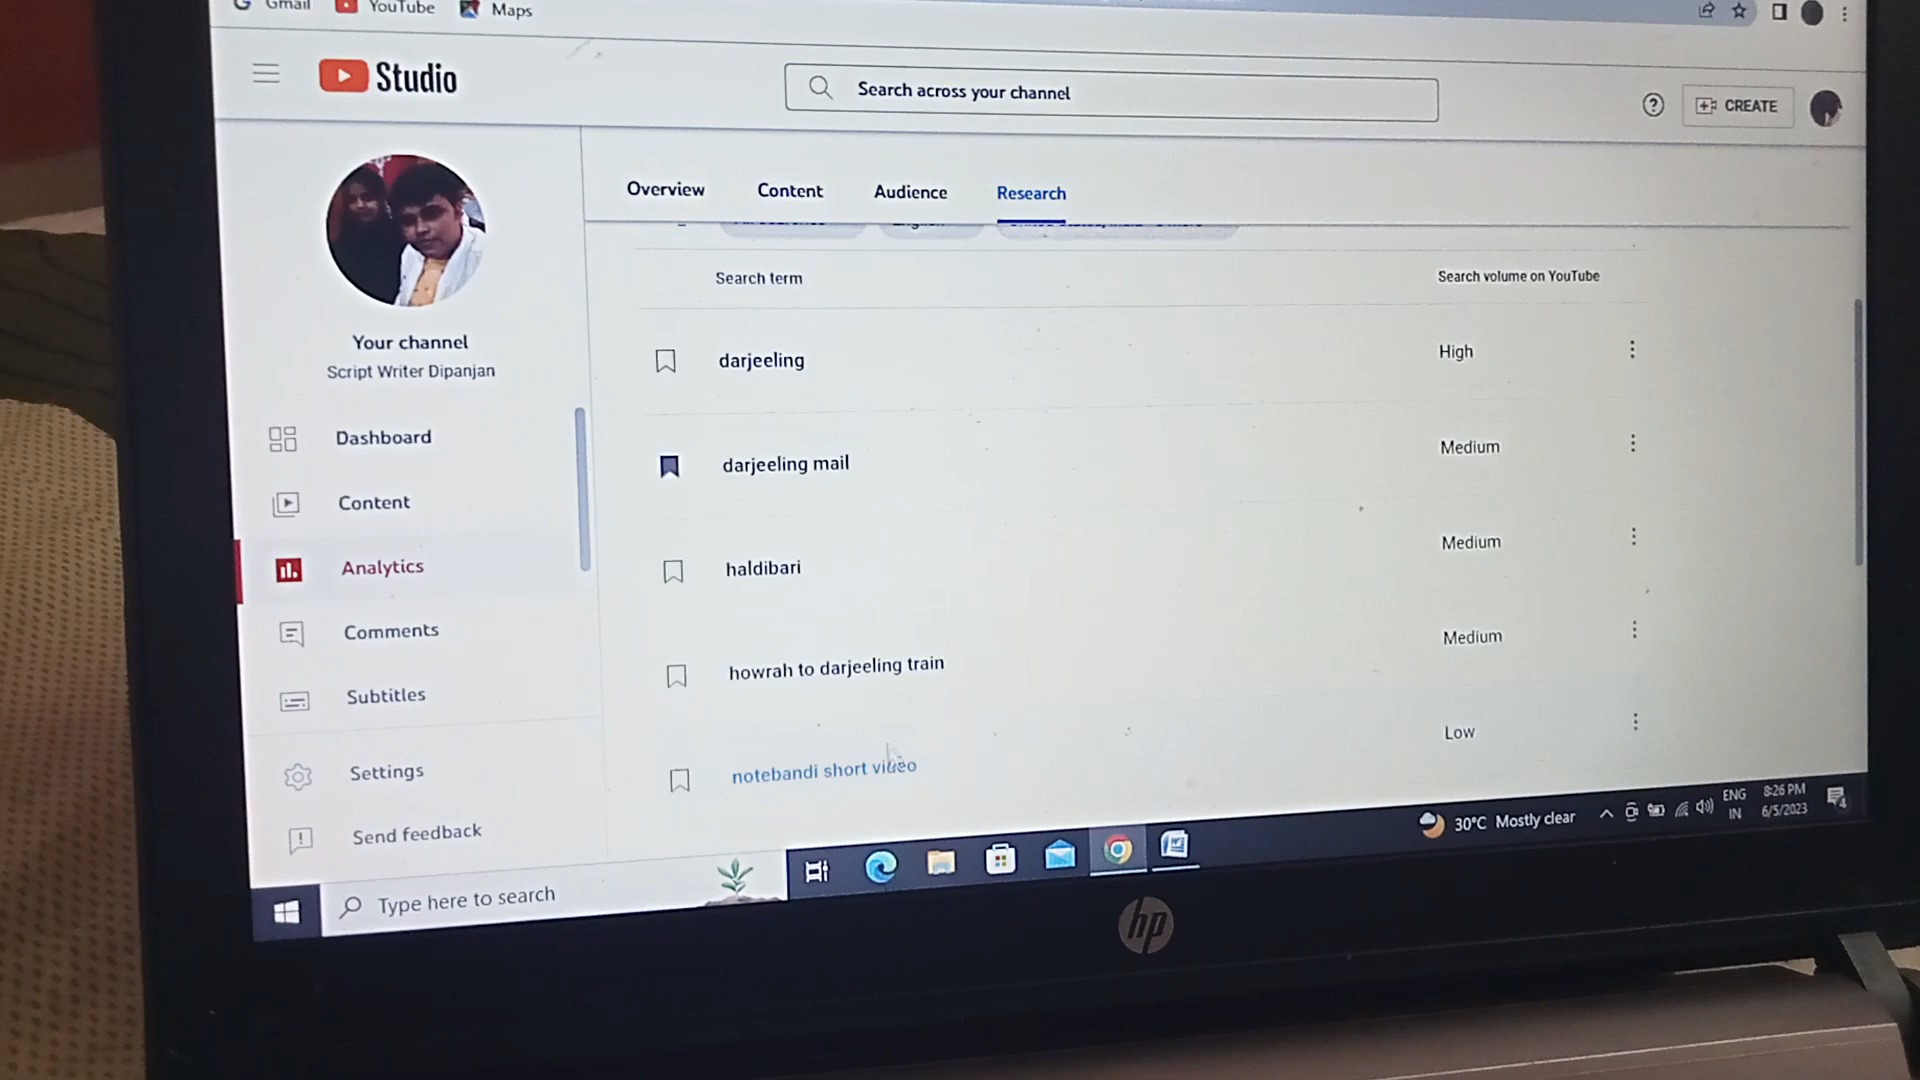 Gmail YouTube Maps
Studio
Search across your channel
CREATE
Overview Content Audience Research
Search term Search volume on YouTube
darjeeling High
darjeeling mail Medium
haldibari Medium
howrah to darjeeling train Medium
notebandi short video Low
Your channel
Script Writer Dipanjan
Dashboard
Content
Analytics
Comments
Subtitles
Settings
Send feedback
Type here to search
30°C Mostly clear
ENG
IN
8:26 PM
6/5/2023
4
hp